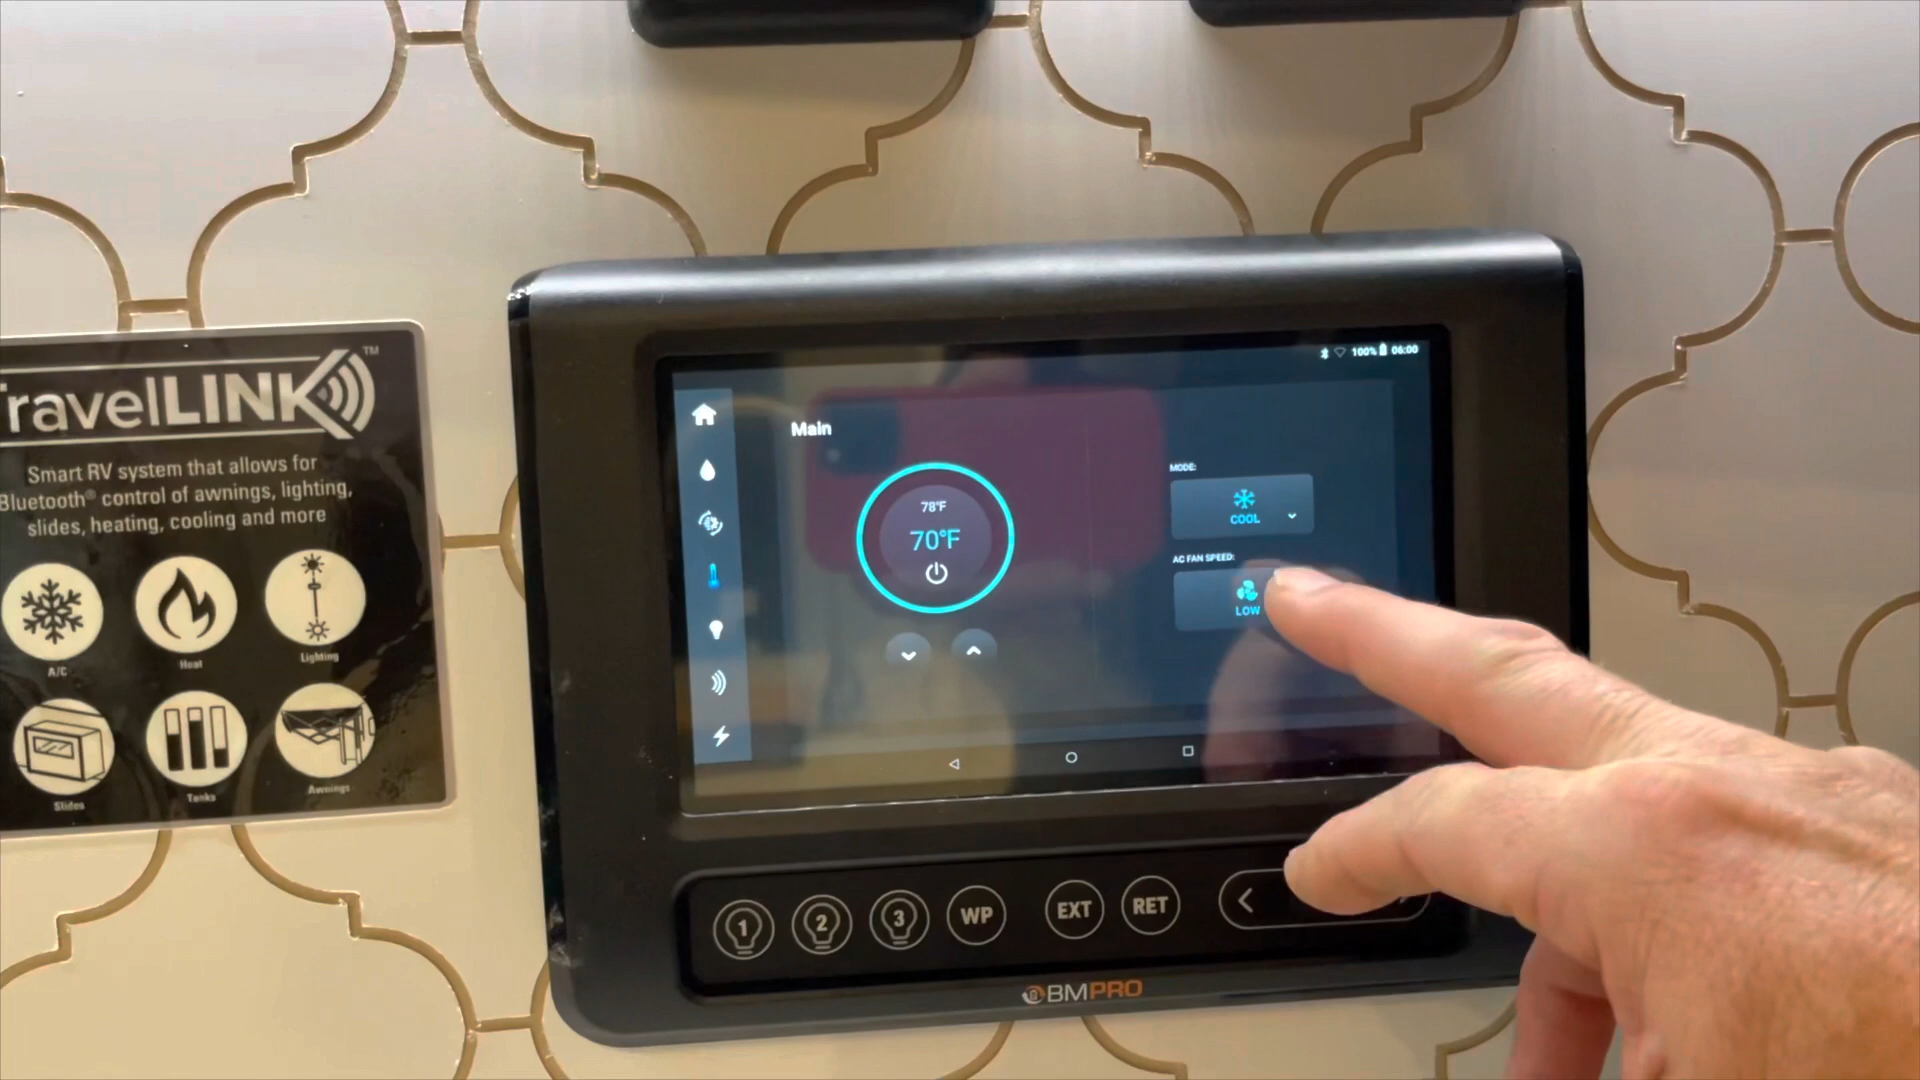 TravelLINK™
Smart RV system that allows for
Bluetooth® control of awnings, lighting,
slides, heating, cooling and more
A/C
Heat
Lighting
Slides
Tanks
Awnings
100% 06:00
Main
78°F
70°F
MODE:
COOL
AC FAN SPEED:
LOW
1
2
3
WP
EXT
RET
BMPRO